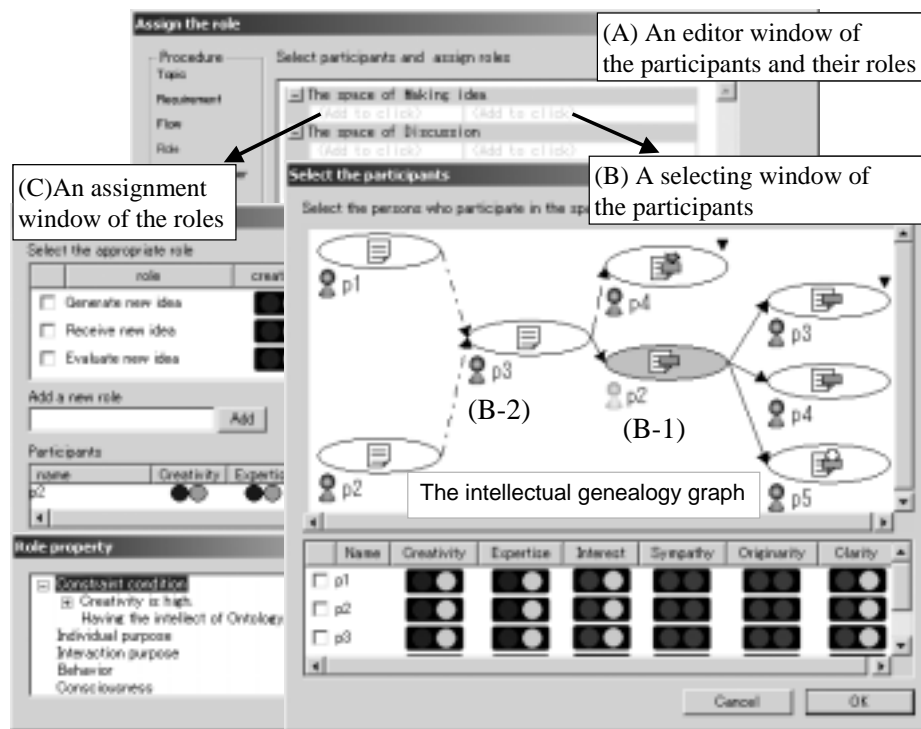 Assign the role
(A) An editor window of
the participants and their roles
Procedure
Topic
Requirement
Flow
Role
Select participants and assign roles
The space of Making idea
(Add to click) (Add to click)
The space of Discussion
(Add to click) (Add to click)
(C)An assignment
window of the roles
(B) A selecting window of
the participants
Select the appropriate role
role creat
Generate new idea
Receive new idea
Evaluate new idea
Add a new role
Add
Participants
name Creativity Experti
p2
Role property
Constraint condition
Creativity is high.
Having the intellect of Ontology
Individual purpose
Interaction purpose
Behavior
Consciousness
Select the participants
Select the persons who participate in the spa
p1
p4
p3
p3
p2
(B-2)
(B-1)
p4
p2
p5
The intellectual genealogy graph
Name Creativity Expertise Interest Sympathy Originarity Clarity
p1
p2
p3
Cancel OK